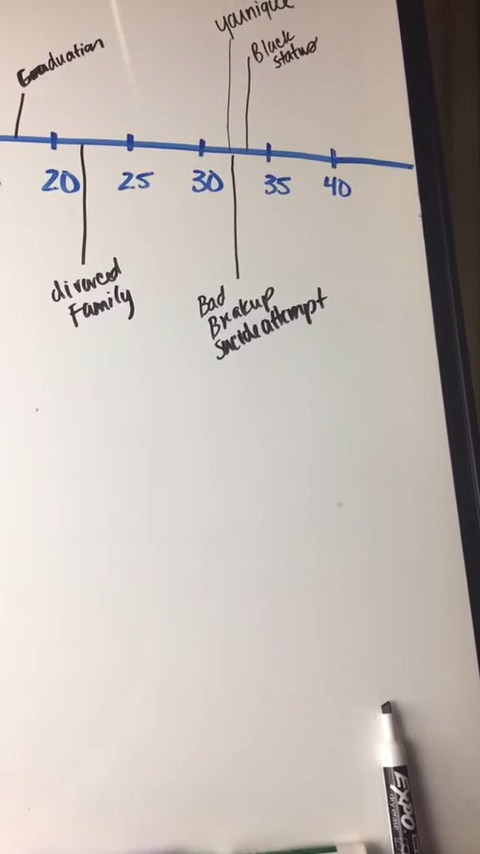 younique
Black
status
Graduation
20
25
30
35
40
divorced
Family
Bad
Breakup
Suicide attempt
EXPO